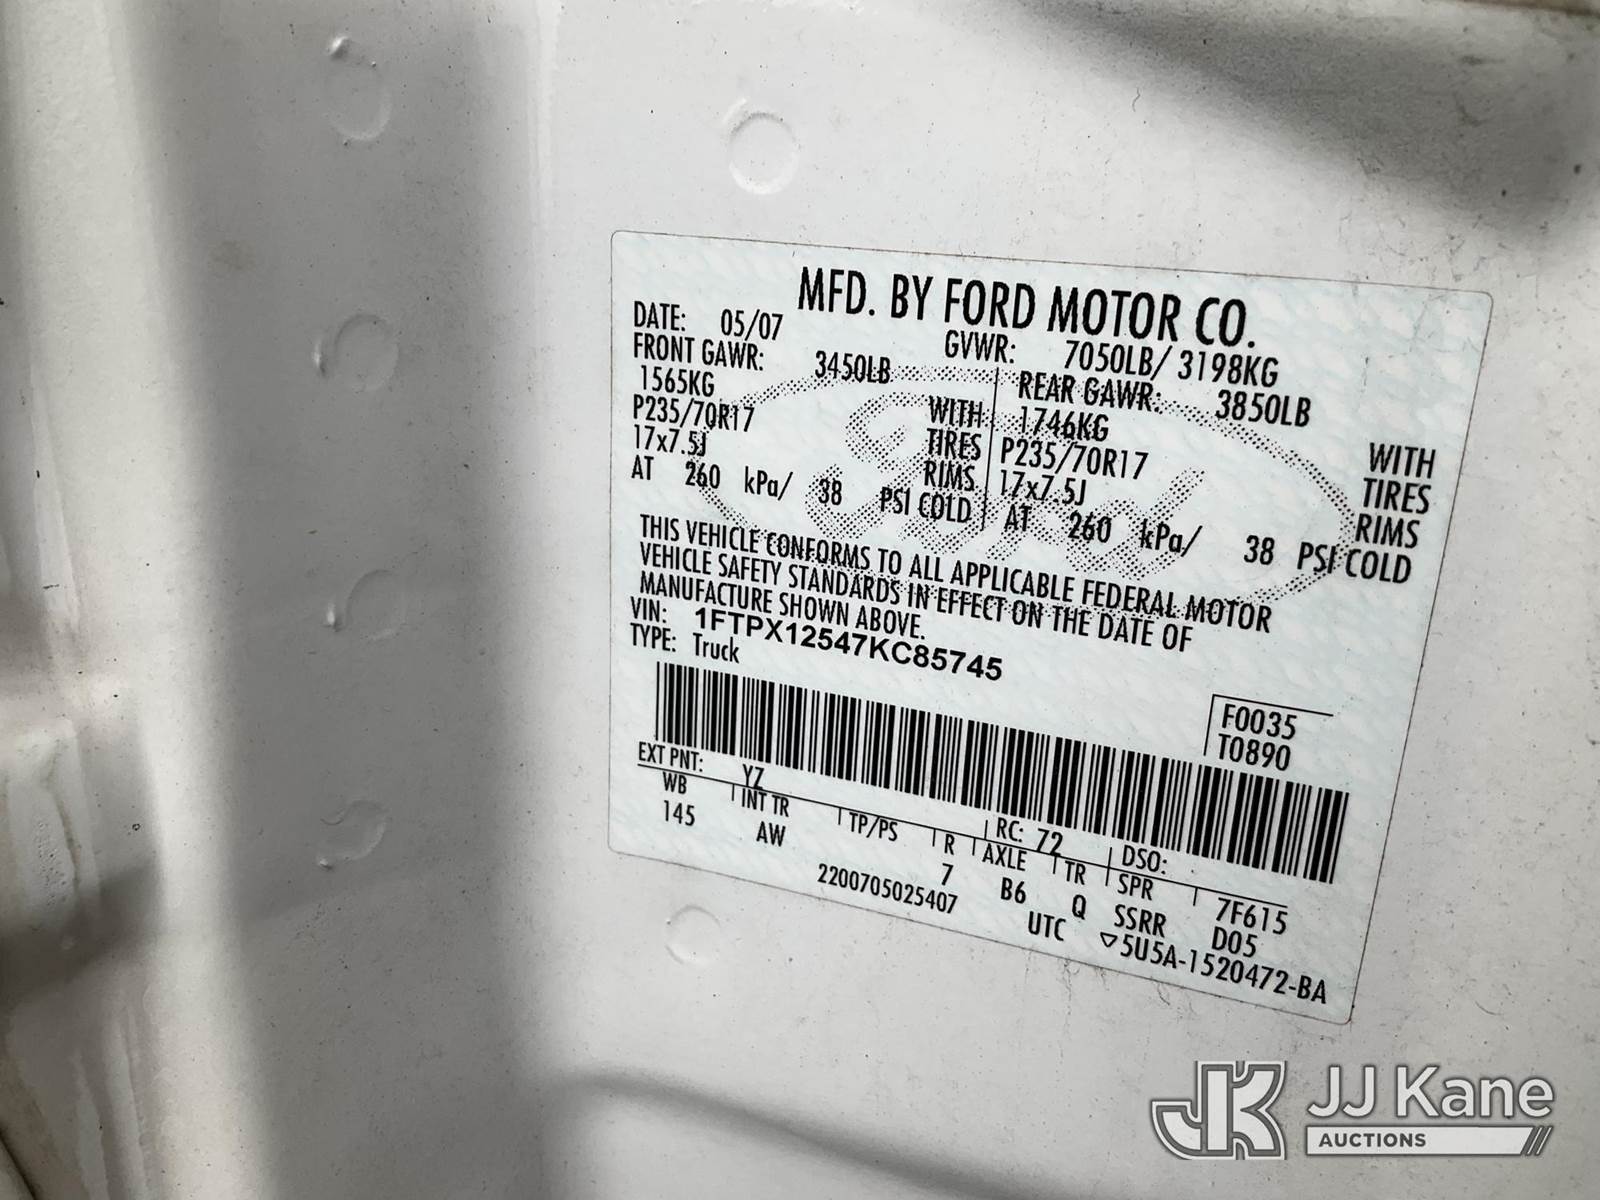 MFD. BY FORD MOTOR CO.
DATE: 05/07 GVWR: 7050LB/ 3198KG
FRONT GAWR: 3450LB REAR GAWR: 3850LB
1565KG WITH 1746KG WITH
P235/70R17 TIRES P235/70R17 TIRES
17x7.5J RIMS 17x7.5J RIMS
AT 260 kPa/ 38 PSI COLD AT 260 kPa/ 38 PSI COLD
Ford
THIS VEHICLE CONFORMS TO ALL APPLICABLE FEDERAL MOTOR
VEHICLE SAFETY STANDARDS IN EFFECT ON THE DATE OF
MANUFACTURE SHOWN ABOVE.
VIN: 1FTPX12547KC85745
TYPE: Truck
F0035
T0890
EXT PNT: YZ RC: 72 DSO:
WB INT TR TP/PS R AXLE TR SPR 7F615
145 AW 7 B6 Q SSRR D05
2200705025407 UTC ▽5U5A-1520472-BA
JK JJ Kane
AUCTIONS